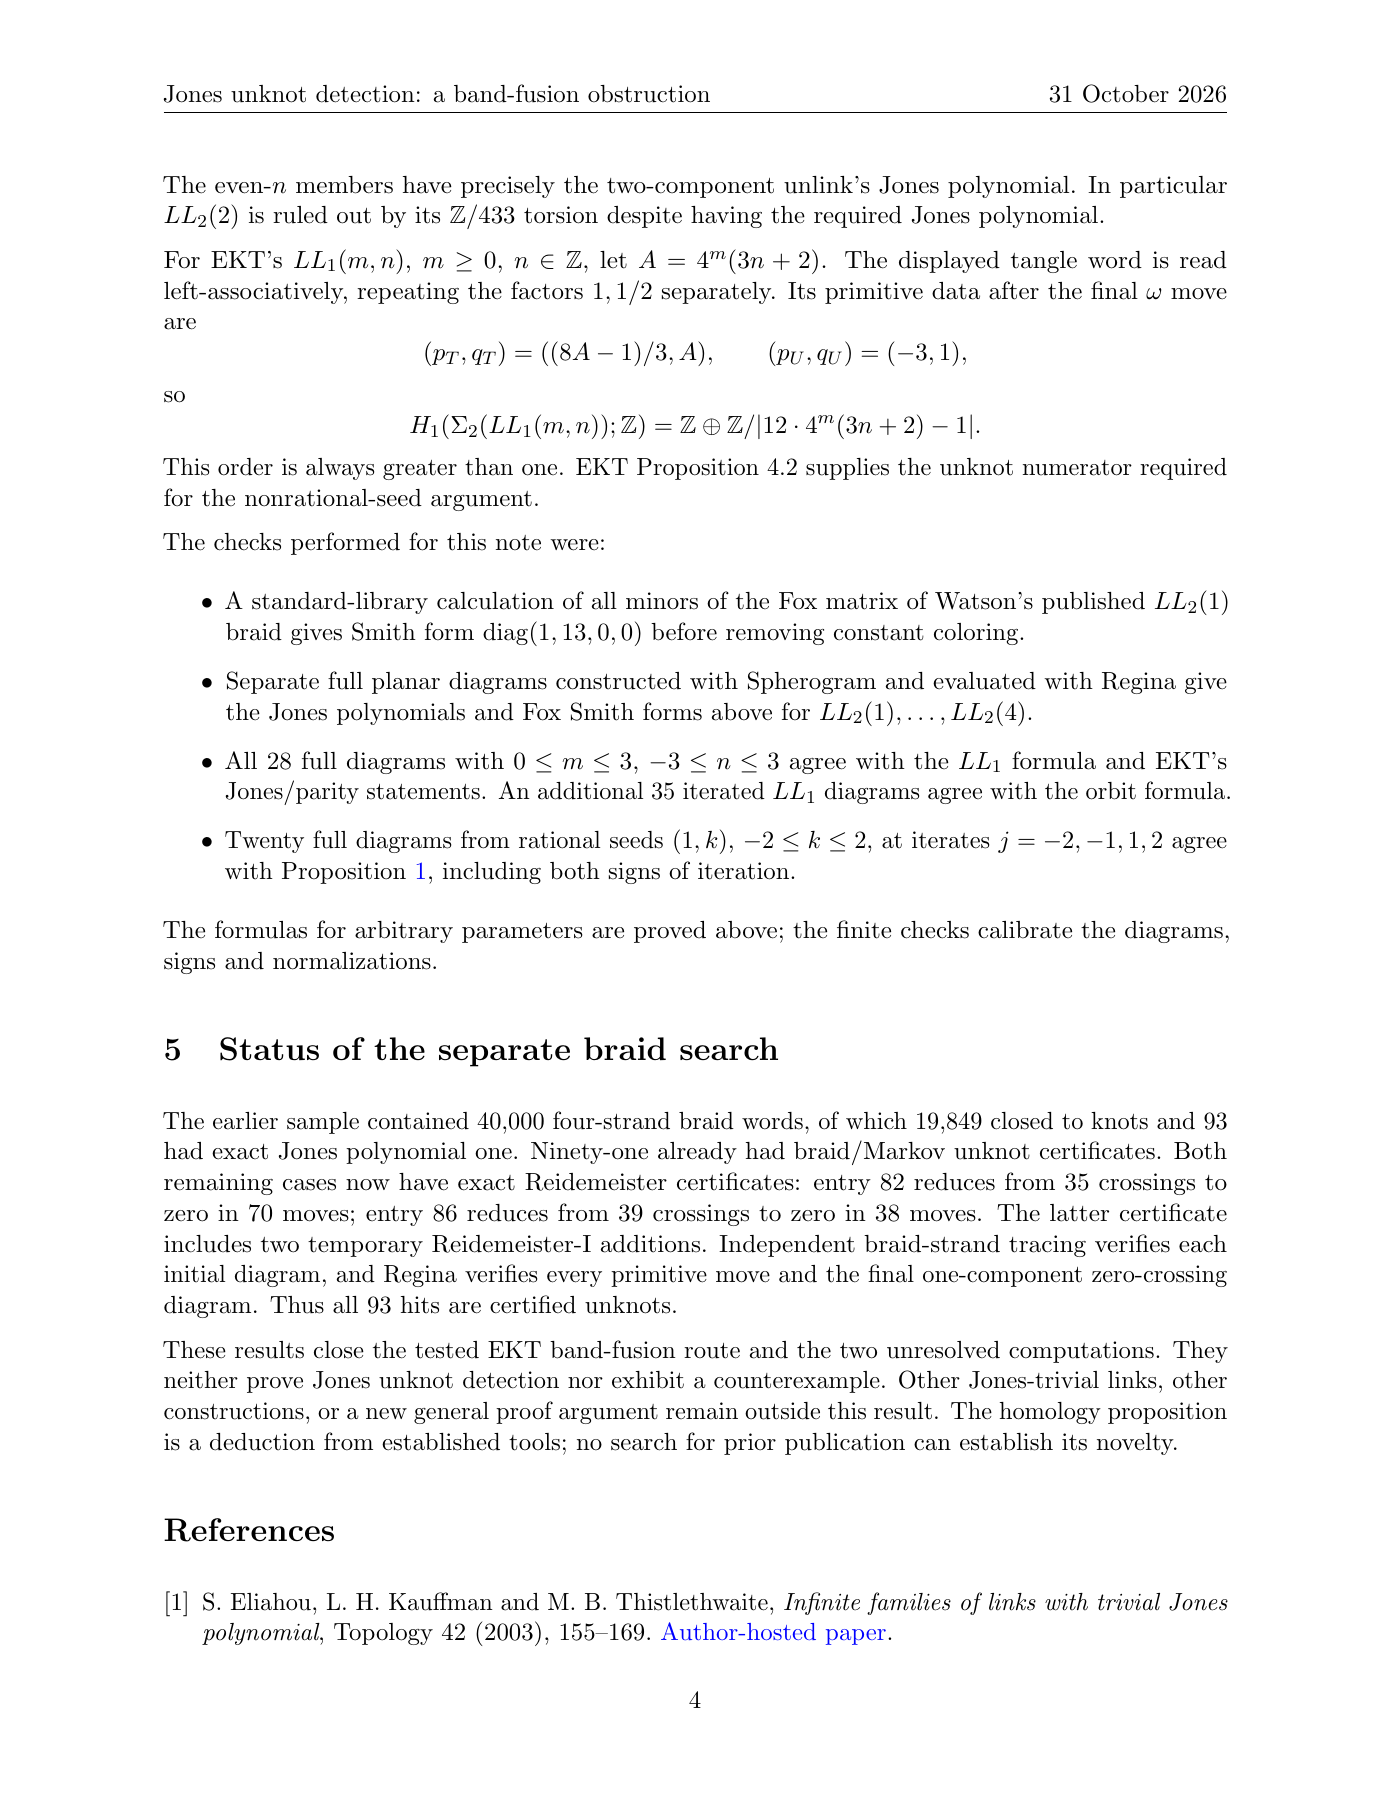 Jones unknot detection: a band-fusion obstruction 31 October 2026
The even-n members have precisely the two-component unlink's Jones polynomial. In particular
LL₂(2) is ruled out by its ℤ/433 torsion despite having the required Jones polynomial.
For EKT's LL₁(m, n), m ≥ 0, n ∈ ℤ, let A = 4ᵐ(3n + 2). The displayed tangle word is read
left-associatively, repeating the factors 1, 1/2 separately. Its primitive data after the final ω move
are
(p_T, q_T) = ((8A − 1)/3, A), (p_U, q_U) = (−3, 1),
so
H₁(Σ₂(LL₁(m, n)); ℤ) = ℤ ⊕ ℤ/|12 · 4ᵐ(3n + 2) − 1|.
This order is always greater than one. EKT Proposition 4.2 supplies the unknot numerator required
for the nonrational-seed argument.
The checks performed for this note were:
• A standard-library calculation of all minors of the Fox matrix of Watson's published LL₂(1)
braid gives Smith form diag(1, 13, 0, 0) before removing constant coloring.
• Separate full planar diagrams constructed with Spherogram and evaluated with Regina give
the Jones polynomials and Fox Smith forms above for LL₂(1), . . . , LL₂(4).
• All 28 full diagrams with 0 ≤ m ≤ 3, −3 ≤ n ≤ 3 agree with the LL₁ formula and EKT's
Jones/parity statements. An additional 35 iterated LL₁ diagrams agree with the orbit formula.
• Twenty full diagrams from rational seeds (1, k), −2 ≤ k ≤ 2, at iterates j = −2, −1, 1, 2 agree
with Proposition 1, including both signs of iteration.
The formulas for arbitrary parameters are proved above; the finite checks calibrate the diagrams,
signs and normalizations.
5 Status of the separate braid search
The earlier sample contained 40,000 four-strand braid words, of which 19,849 closed to knots and 93
had exact Jones polynomial one. Ninety-one already had braid/Markov unknot certificates. Both
remaining cases now have exact Reidemeister certificates: entry 82 reduces from 35 crossings to
zero in 70 moves; entry 86 reduces from 39 crossings to zero in 38 moves. The latter certificate
includes two temporary Reidemeister-I additions. Independent braid-strand tracing verifies each
initial diagram, and Regina verifies every primitive move and the final one-component zero-crossing
diagram. Thus all 93 hits are certified unknots.
These results close the tested EKT band-fusion route and the two unresolved computations. They
neither prove Jones unknot detection nor exhibit a counterexample. Other Jones-trivial links, other
constructions, or a new general proof argument remain outside this result. The homology proposition
is a deduction from established tools; no search for prior publication can establish its novelty.
References
[1] S. Eliahou, L. H. Kauffman and M. B. Thistlethwaite, Infinite families of links with trivial Jones
polynomial, Topology 42 (2003), 155–169. Author-hosted paper.
4